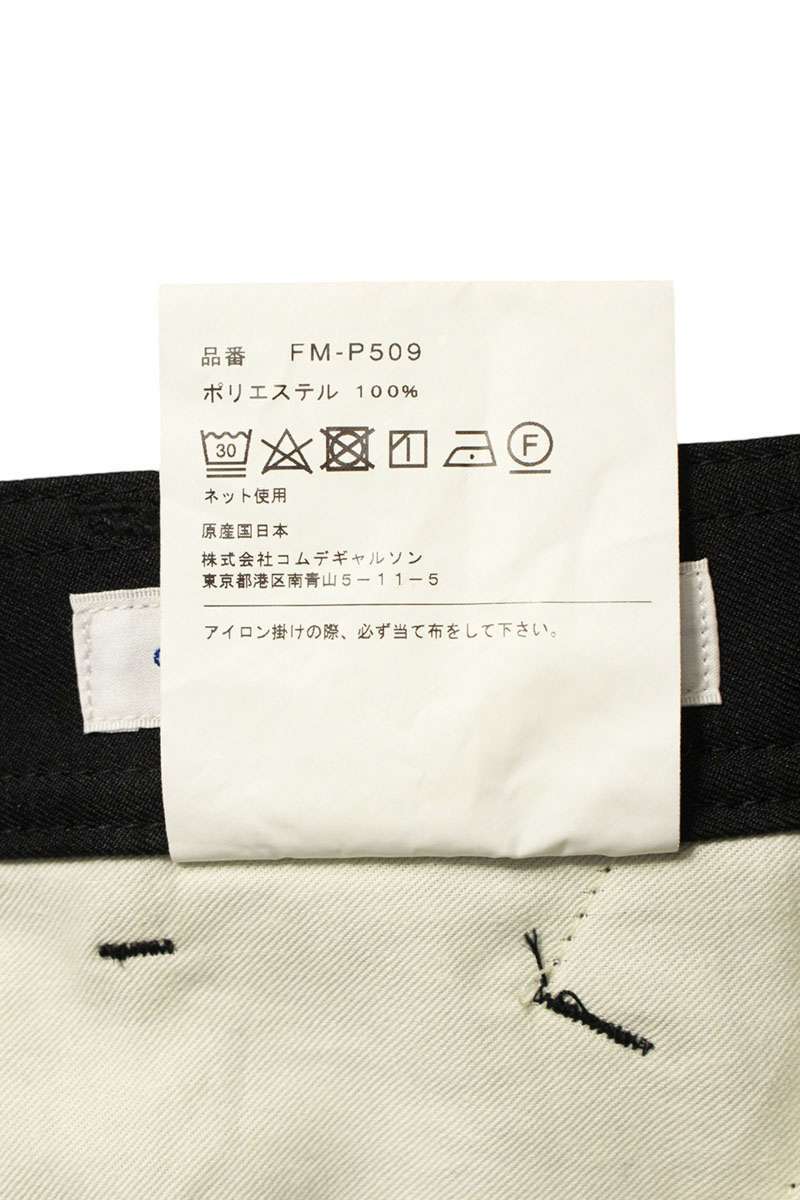 品番 FM-P509
ポリエステル 100%
30 F
ネット使用
原産国日本
株式会社コムデギャルソン
東京都港区南青山5-11-5
アイロン掛けの際、必ず当て布をして下さい。